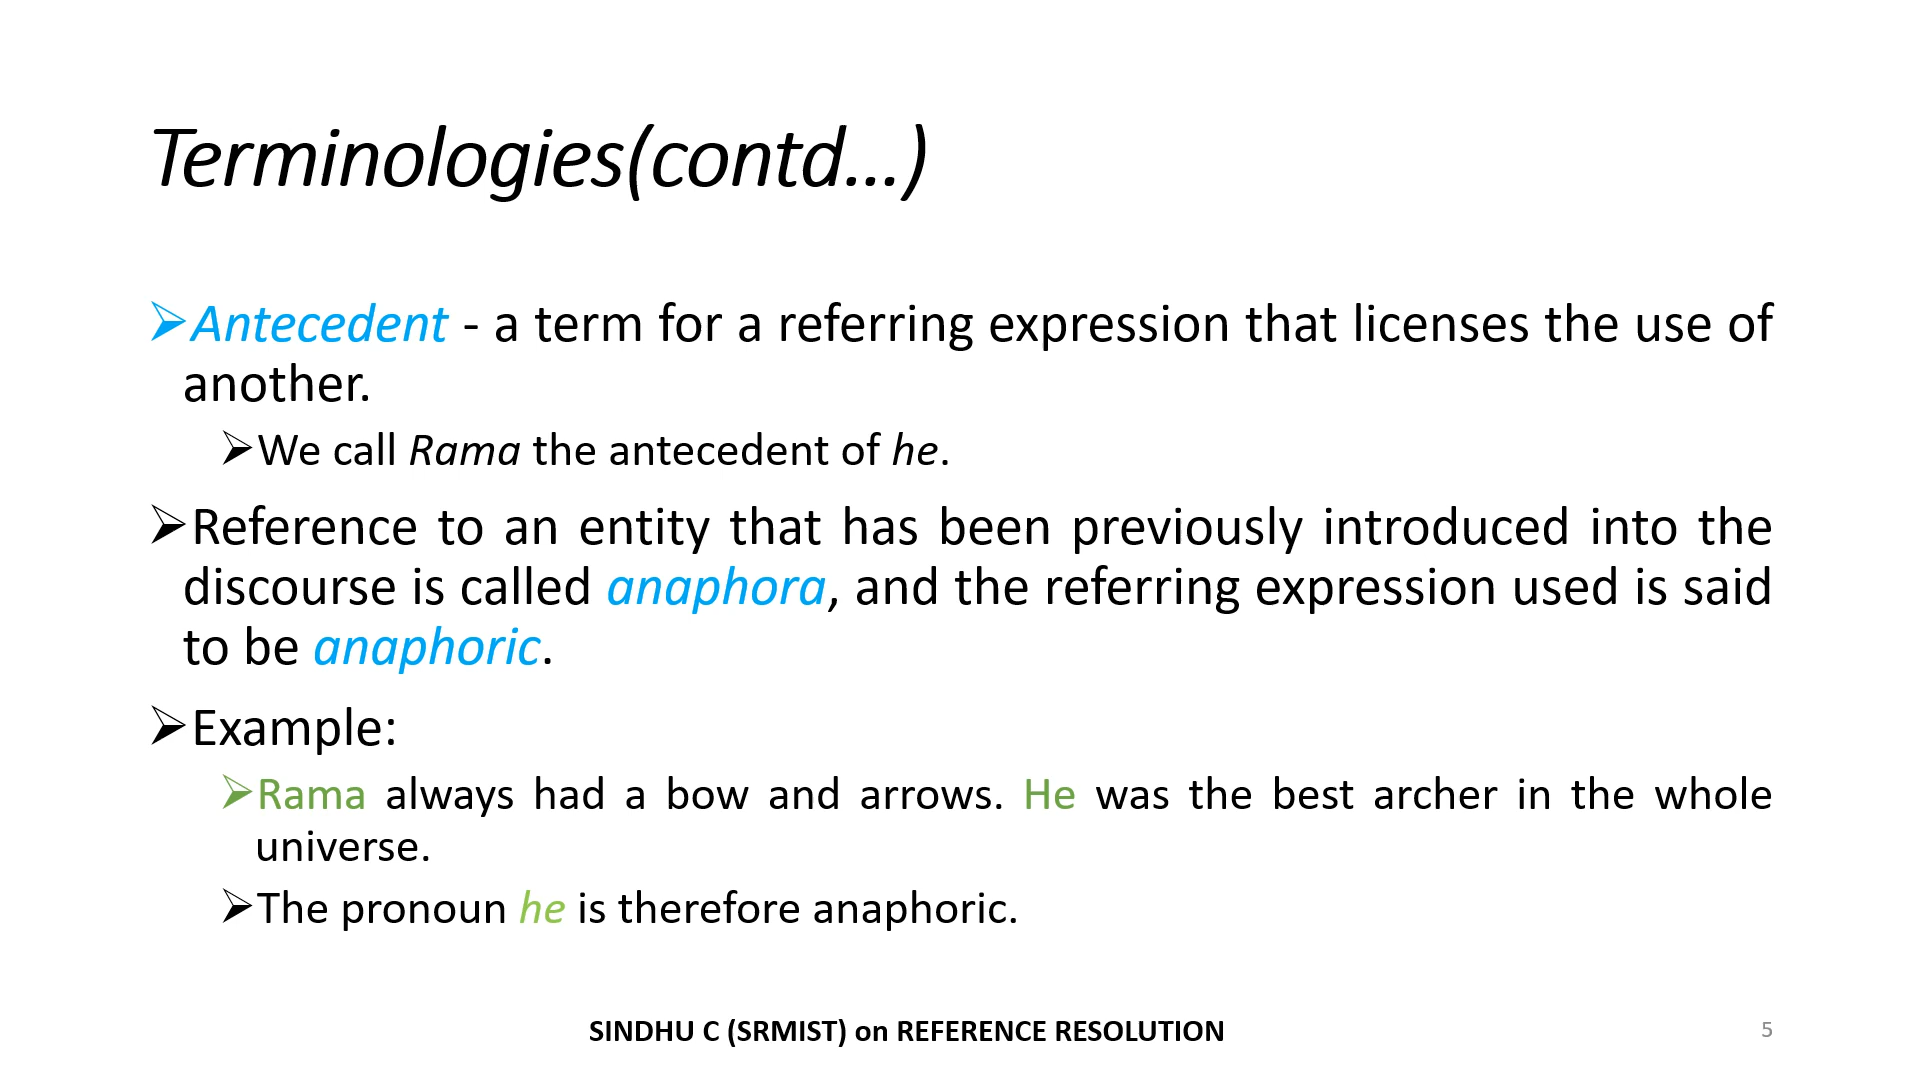 Terminologies(contd...)
➢Antecedent - a term for a referring expression that licenses the use of
another.
➢We call Rama the antecedent of he.
➢Reference to an entity that has been previously introduced into the
discourse is called anaphora, and the referring expression used is said
to be anaphoric.
➢Example:
➢Rama always had a bow and arrows. He was the best archer in the whole
universe.
➢The pronoun he is therefore anaphoric.
SINDHU C (SRMIST) on REFERENCE RESOLUTION
5